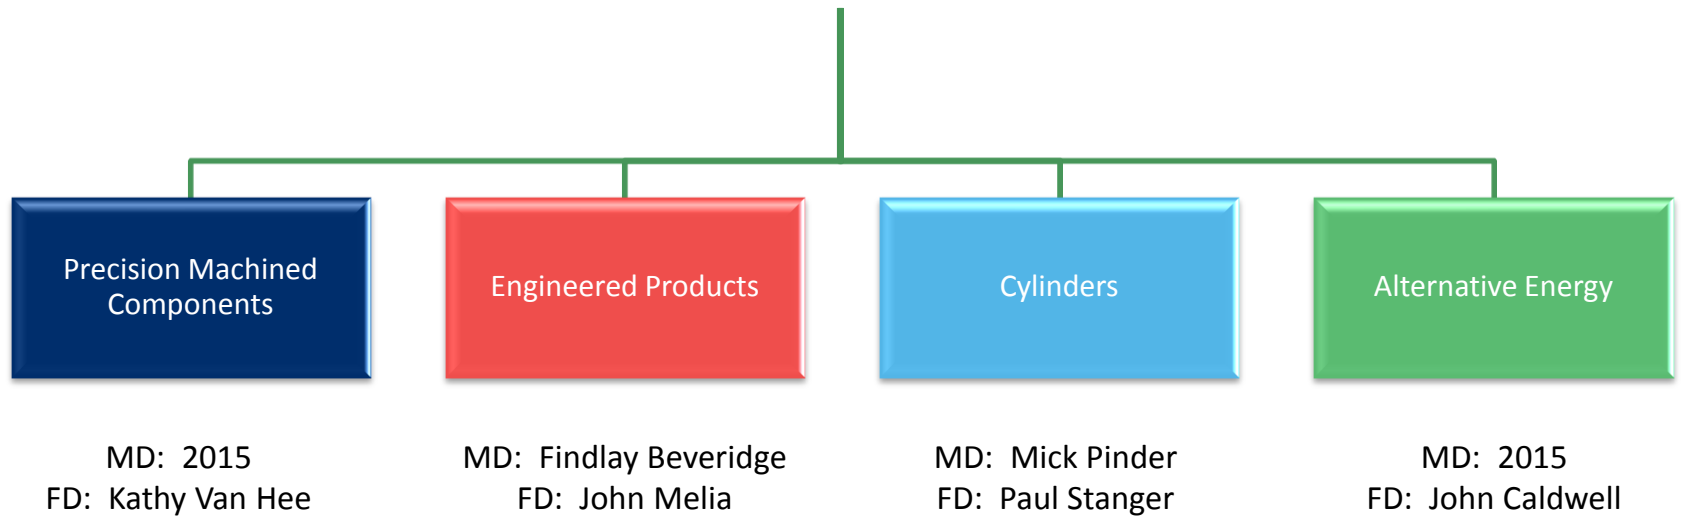 Precision Machined
Components
Engineered Products
Cylinders
Alternative Energy
MD: 2015
FD: Kathy Van Hee
MD: Findlay Beveridge
FD: John Melia
MD: Mick Pinder
FD: Paul Stanger
MD: 2015
FD: John Caldwell